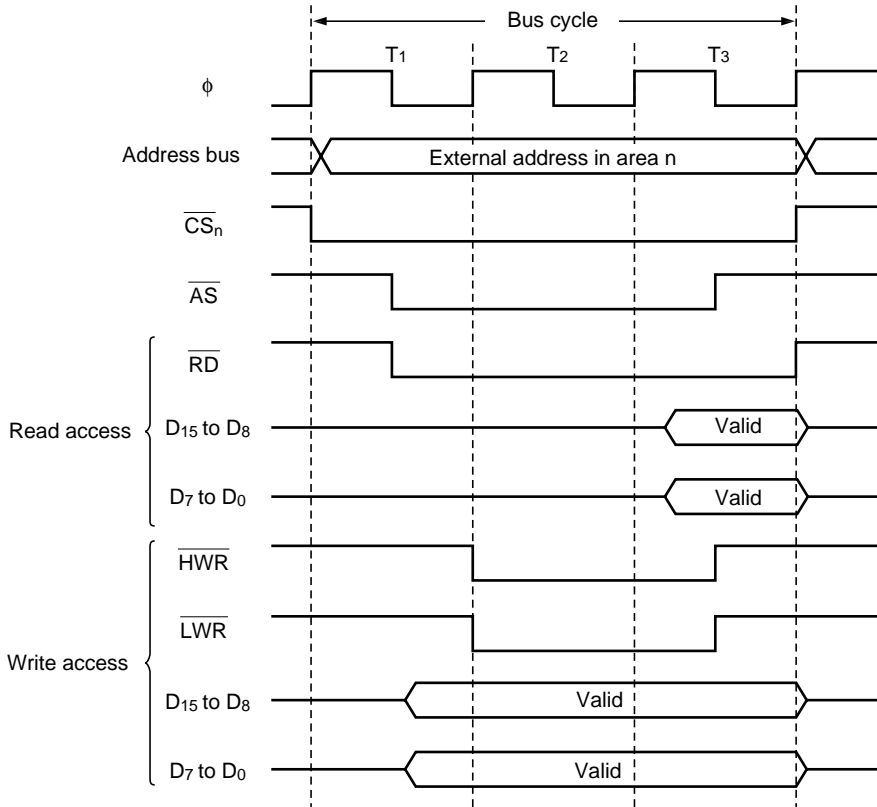 Bus cycle
T1 T2 T3
ϕ
Address bus External address in area n
CSn
AS
RD
Read access D15 to D8 Valid
D7 to D0 Valid
HWR
LWR
Write access D15 to D8 Valid
D7 to D0 Valid